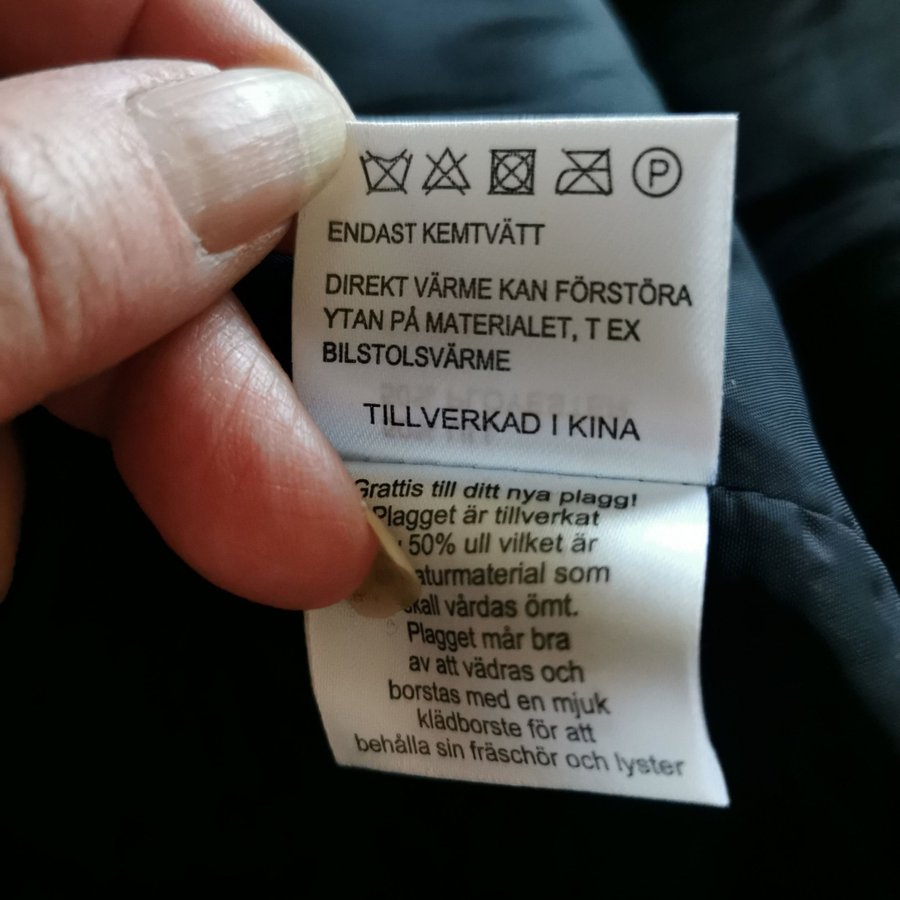 P
ENDAST KEMTVÄTT
DIREKT VÄRME KAN FÖRSTÖRA
YTAN PÅ MATERIALET, T EX
BILSTOLSVÄRME
TILLVERKAD I KINA
Grattis till ditt nya plagg!
Plagget är tillverkat
50% ull vilket är
aturmaterial som
skall vårdas ömt.
Plagget mår bra
av att vädras och
borstas med en mjuk
klädborste för att
behålla sin fräschör och lyster